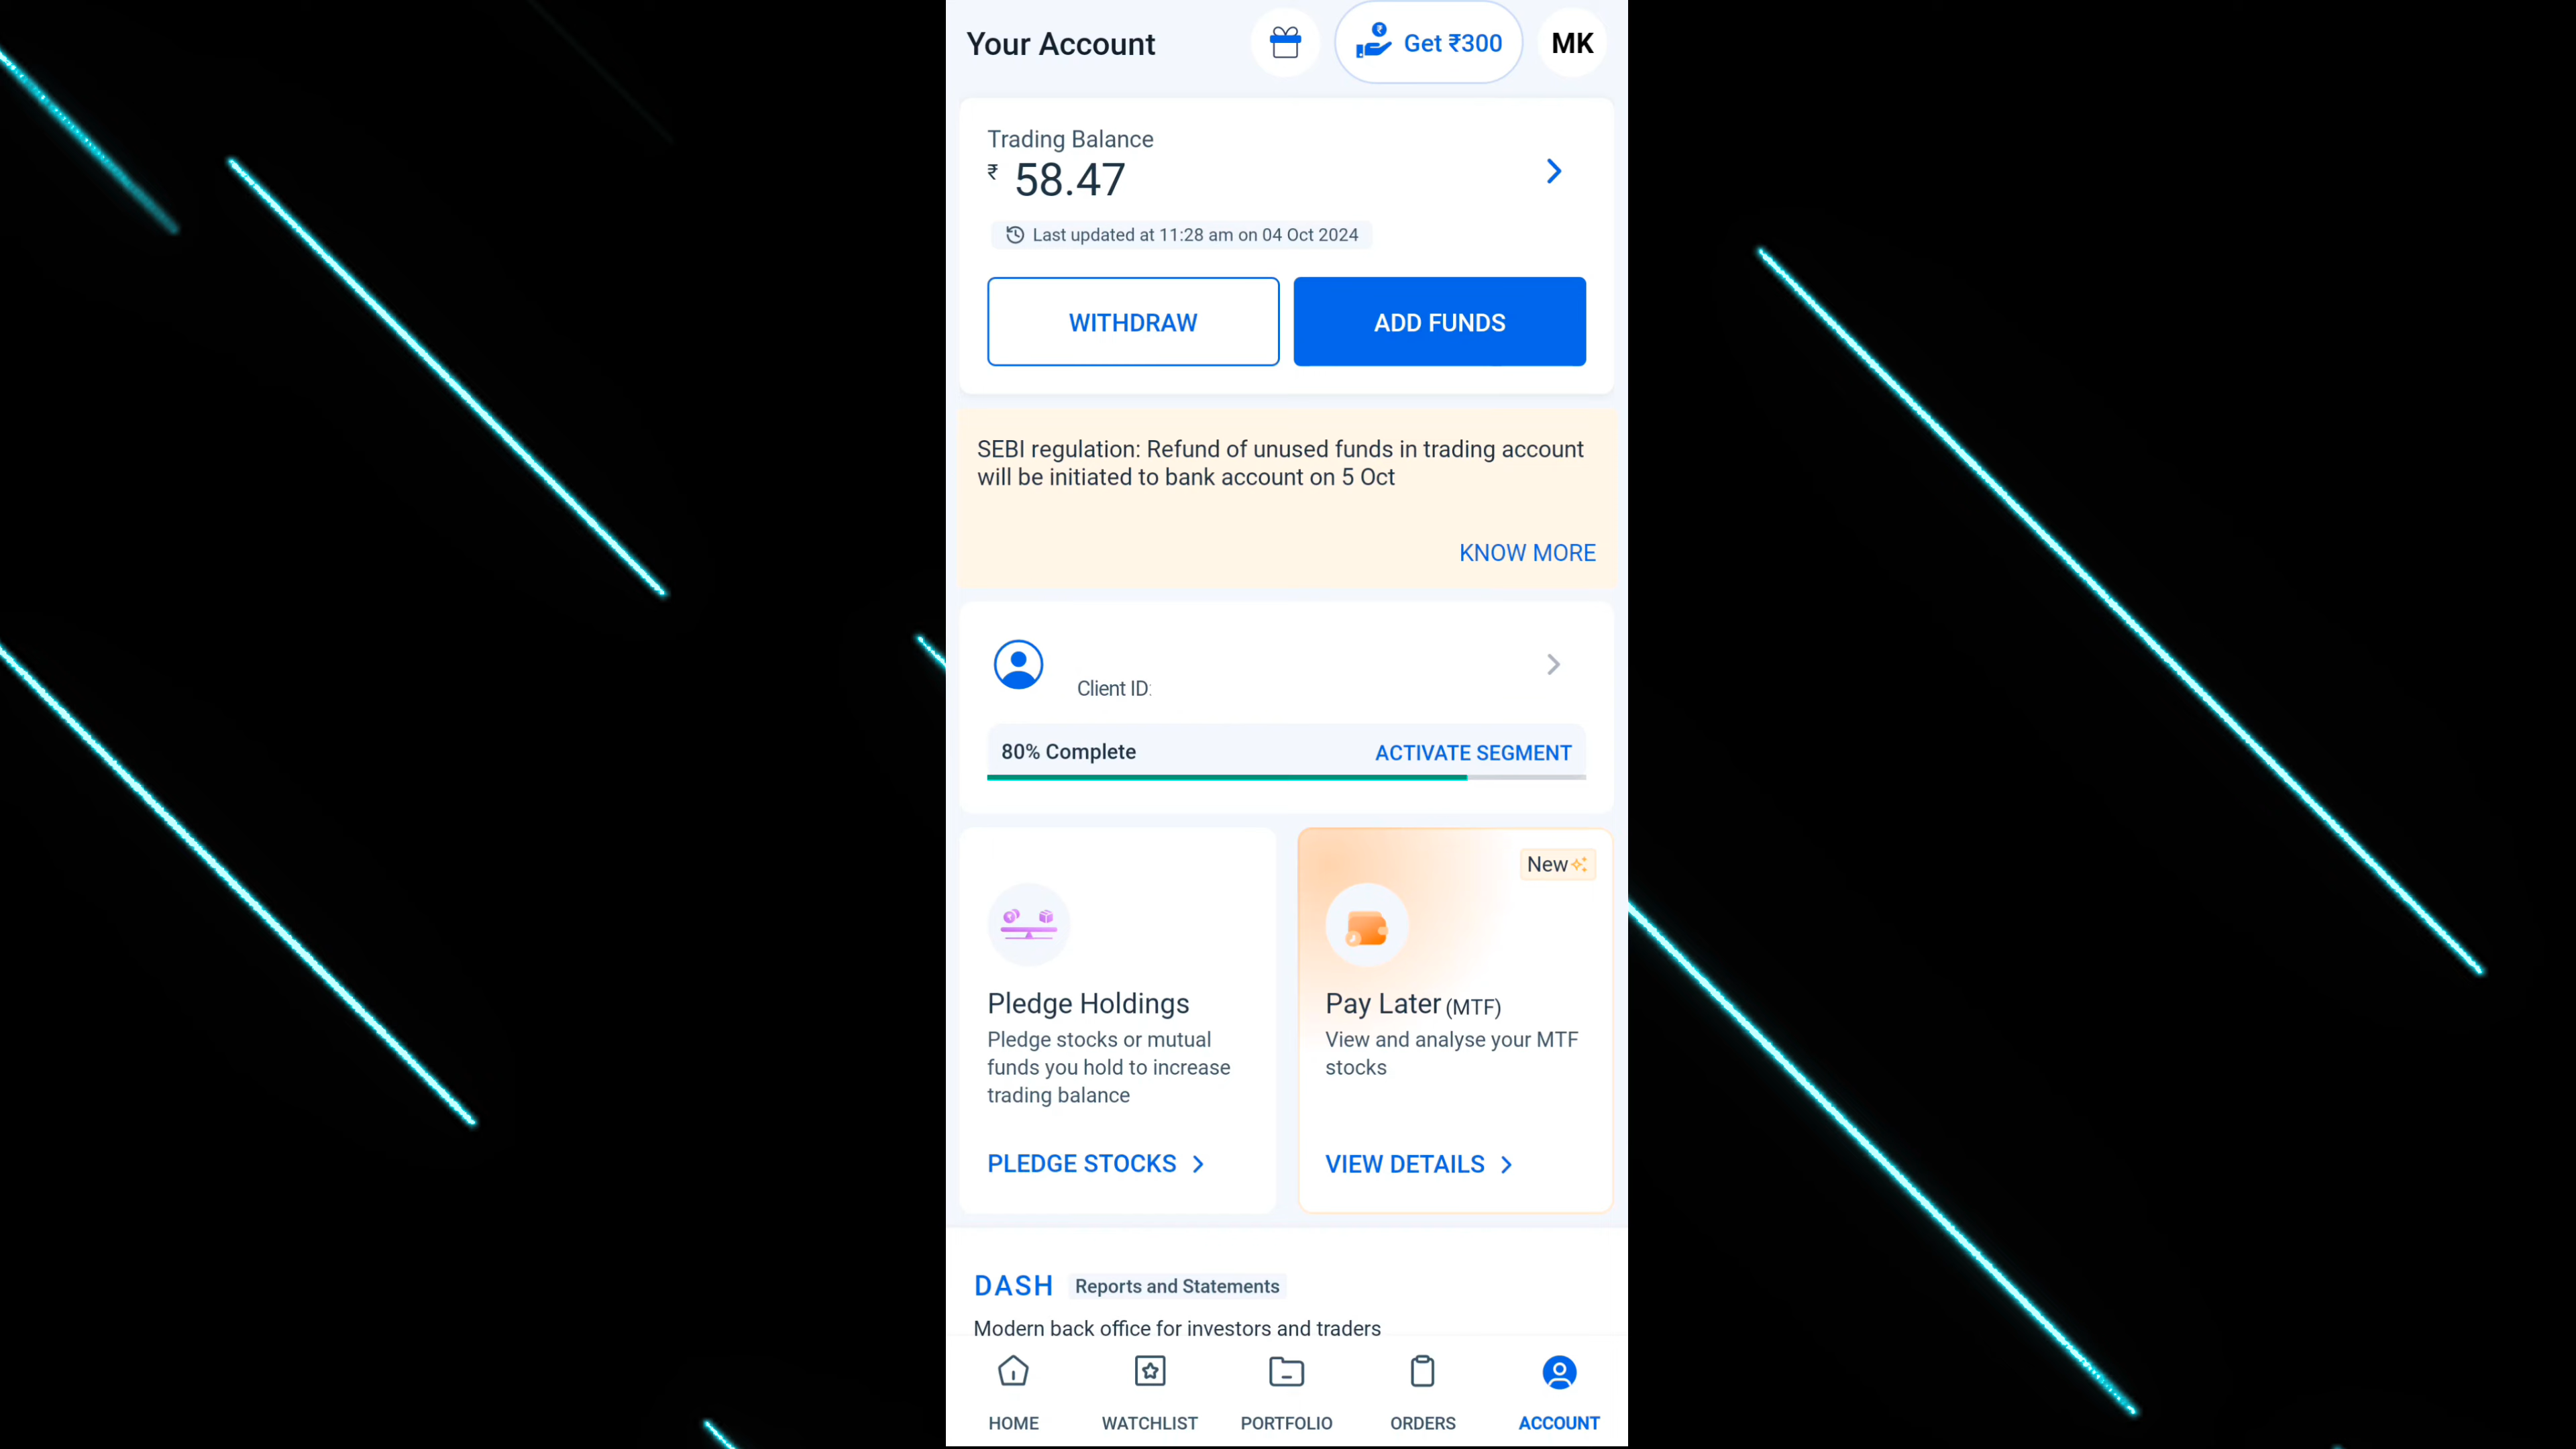 Your Account
Get ₹300
MK
Trading Balance
₹ 58.47
Last updated at 11:28 am on 04 Oct 2024
WITHDRAW
ADD FUNDS
SEBI regulation: Refund of unused funds in trading account
will be initiated to bank account on 5 Oct
KNOW MORE
Client ID:
80% Complete
ACTIVATE SEGMENT
New
Pledge Holdings
Pledge stocks or mutual
funds you hold to increase
trading balance
PLEDGE STOCKS
Pay Later (MTF)
View and analyse your MTF
stocks
VIEW DETAILS
DASH Reports and Statements
Modern back office for investors and traders
HOME
WATCHLIST
PORTFOLIO
ORDERS
ACCOUNT